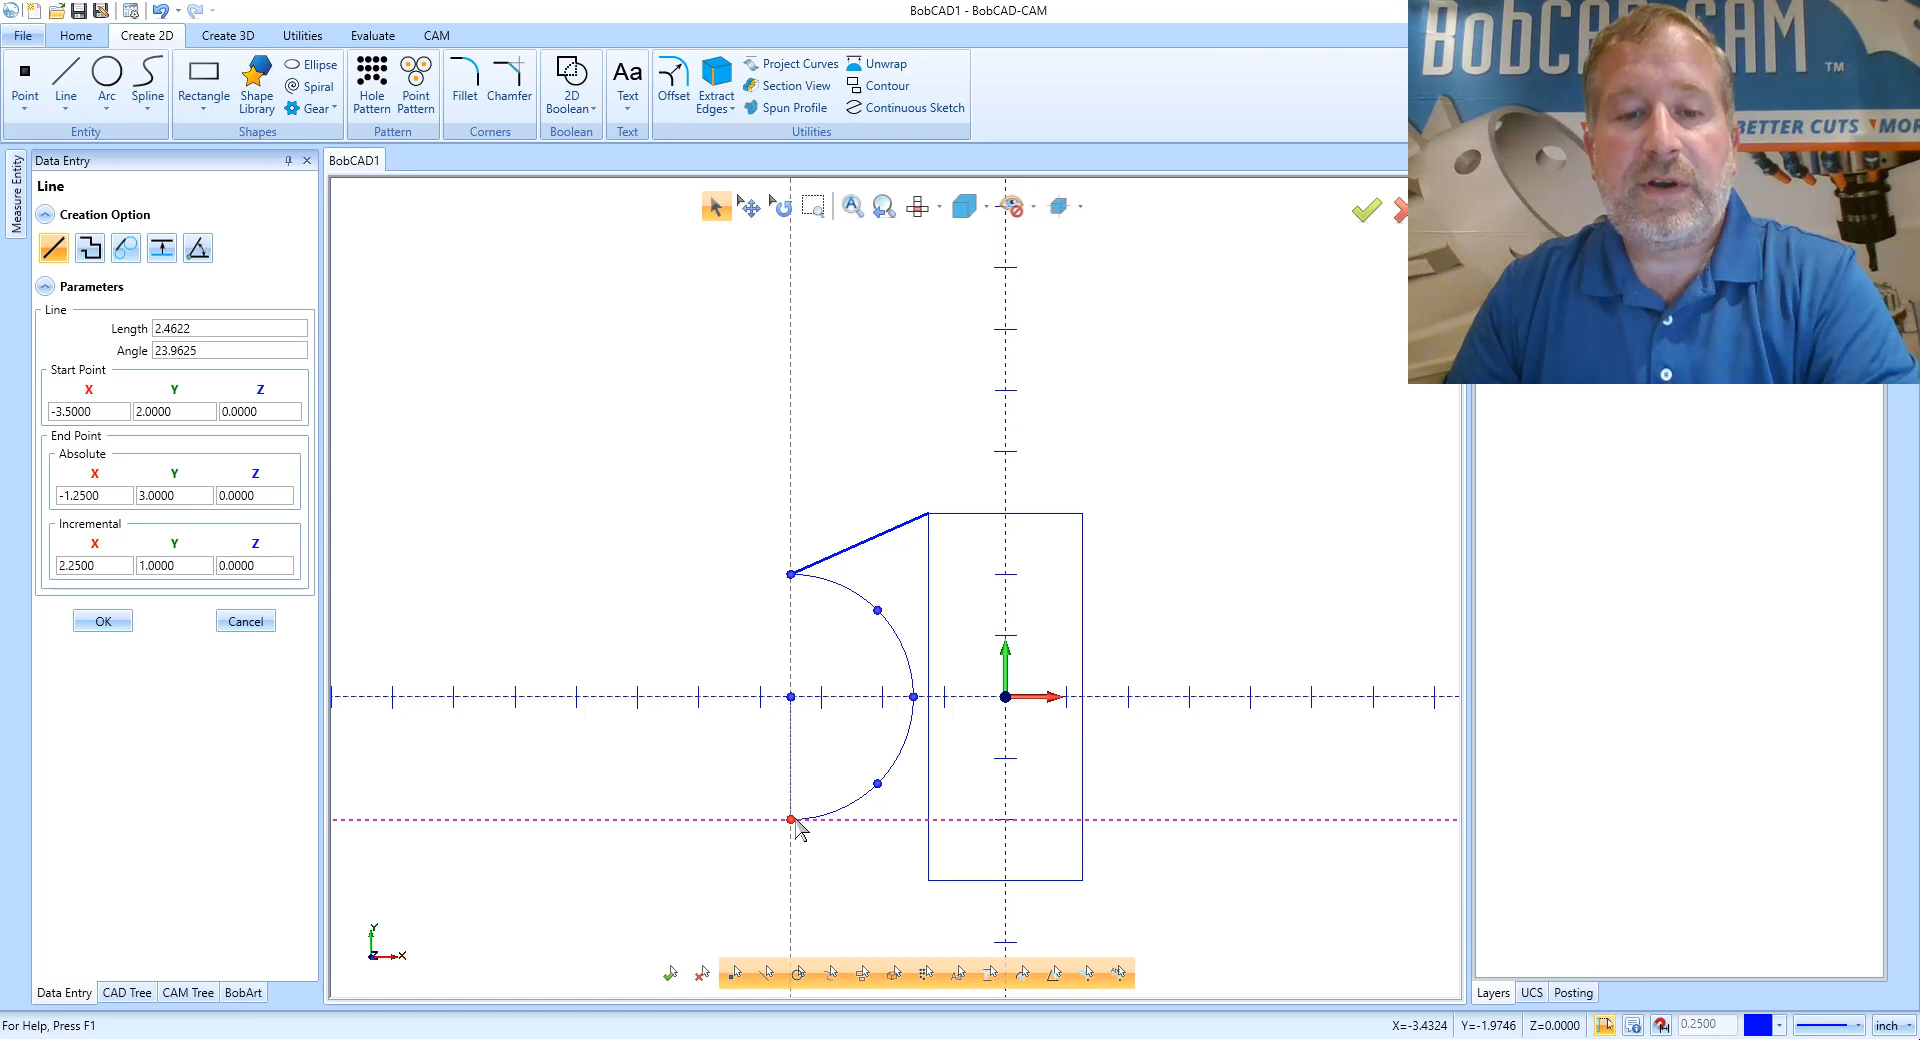 BobCAD1 - BobCAD-CAM
File Home Create 2D Create 3D Utilities Evaluate CAM
Point Line Arc Spline
Entity
Rectangle Shape Library Ellipse Spiral Gear
Shapes
Hole Pattern Point Pattern
Pattern
Fillet Chamfer
Corners
2D Boolean
Boolean
Aa
Text
Text
Offset Extract Edges Project Curves Section View Spun Profile Unwrap Contour Continuous Sketch
Utilities
BETTER CUTS
Measure Entity
Data Entry
BobCAD1
Line
Creation Option
Parameters
Line
Length 2.4622
Angle 23.9625
Start Point
X Y Z
-3.5000 2.0000 0.0000
End Point
Absolute
X Y Z
-1.2500 3.0000 0.0000
Incremental
X Y Z
2.2500 1.0000 0.0000
OK Cancel
Y
Z X
Data Entry CAD Tree CAM Tree BobArt
Layers UCS Posting
For Help, Press F1
X=-3.4324 Y=-1.9746 Z=0.0000 0.2500 inch